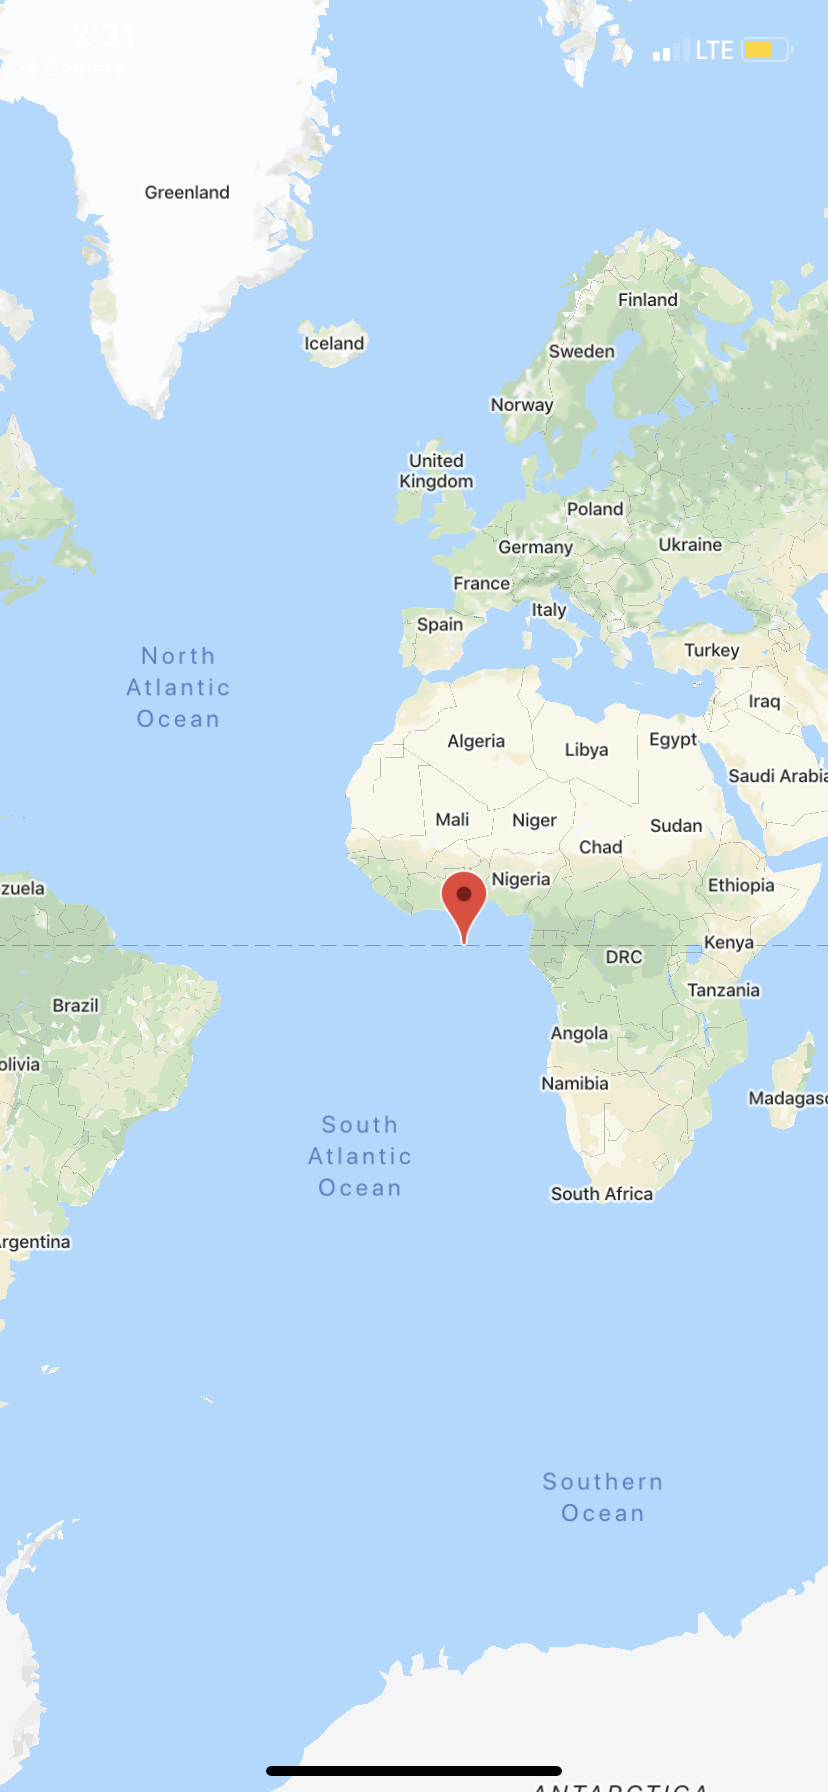 2:31
LTE
◀ Camera
Greenland
Finland
Iceland
Sweden
Norway
United
Kingdom
Poland
Ukraine
Germany
France
Italy
Spain
North
Atlantic
Ocean
Turkey
Iraq
Algeria
Libya
Egypt
Saudi Arabia
Mali
Niger
Sudan
Chad
Nigeria
Ethiopia
zuela
Kenya
DRC
Tanzania
Brazil
Angola
olivia
Namibia
Madagasc
South
Atlantic
Ocean
South Africa
rgentina
Southern
Ocean
ANTARCTICA